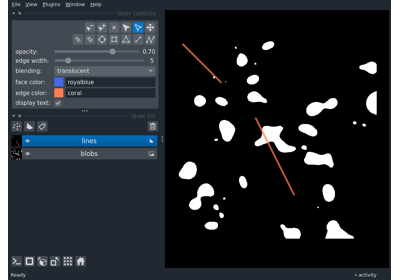 File View Plugins Window Help
layer controls
opacity: 0.70
edge width: 5
blending: translucent
face color: royalblue
edge color: coral
display text:
layer list
lines
blobs
Ready activity